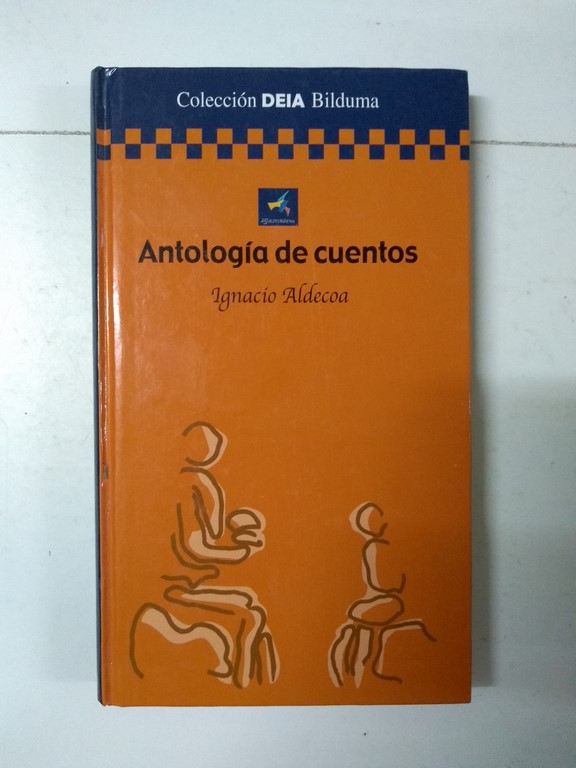 Colección DEIA Bilduma
Antología de cuentos
Ignacio Aldecoa